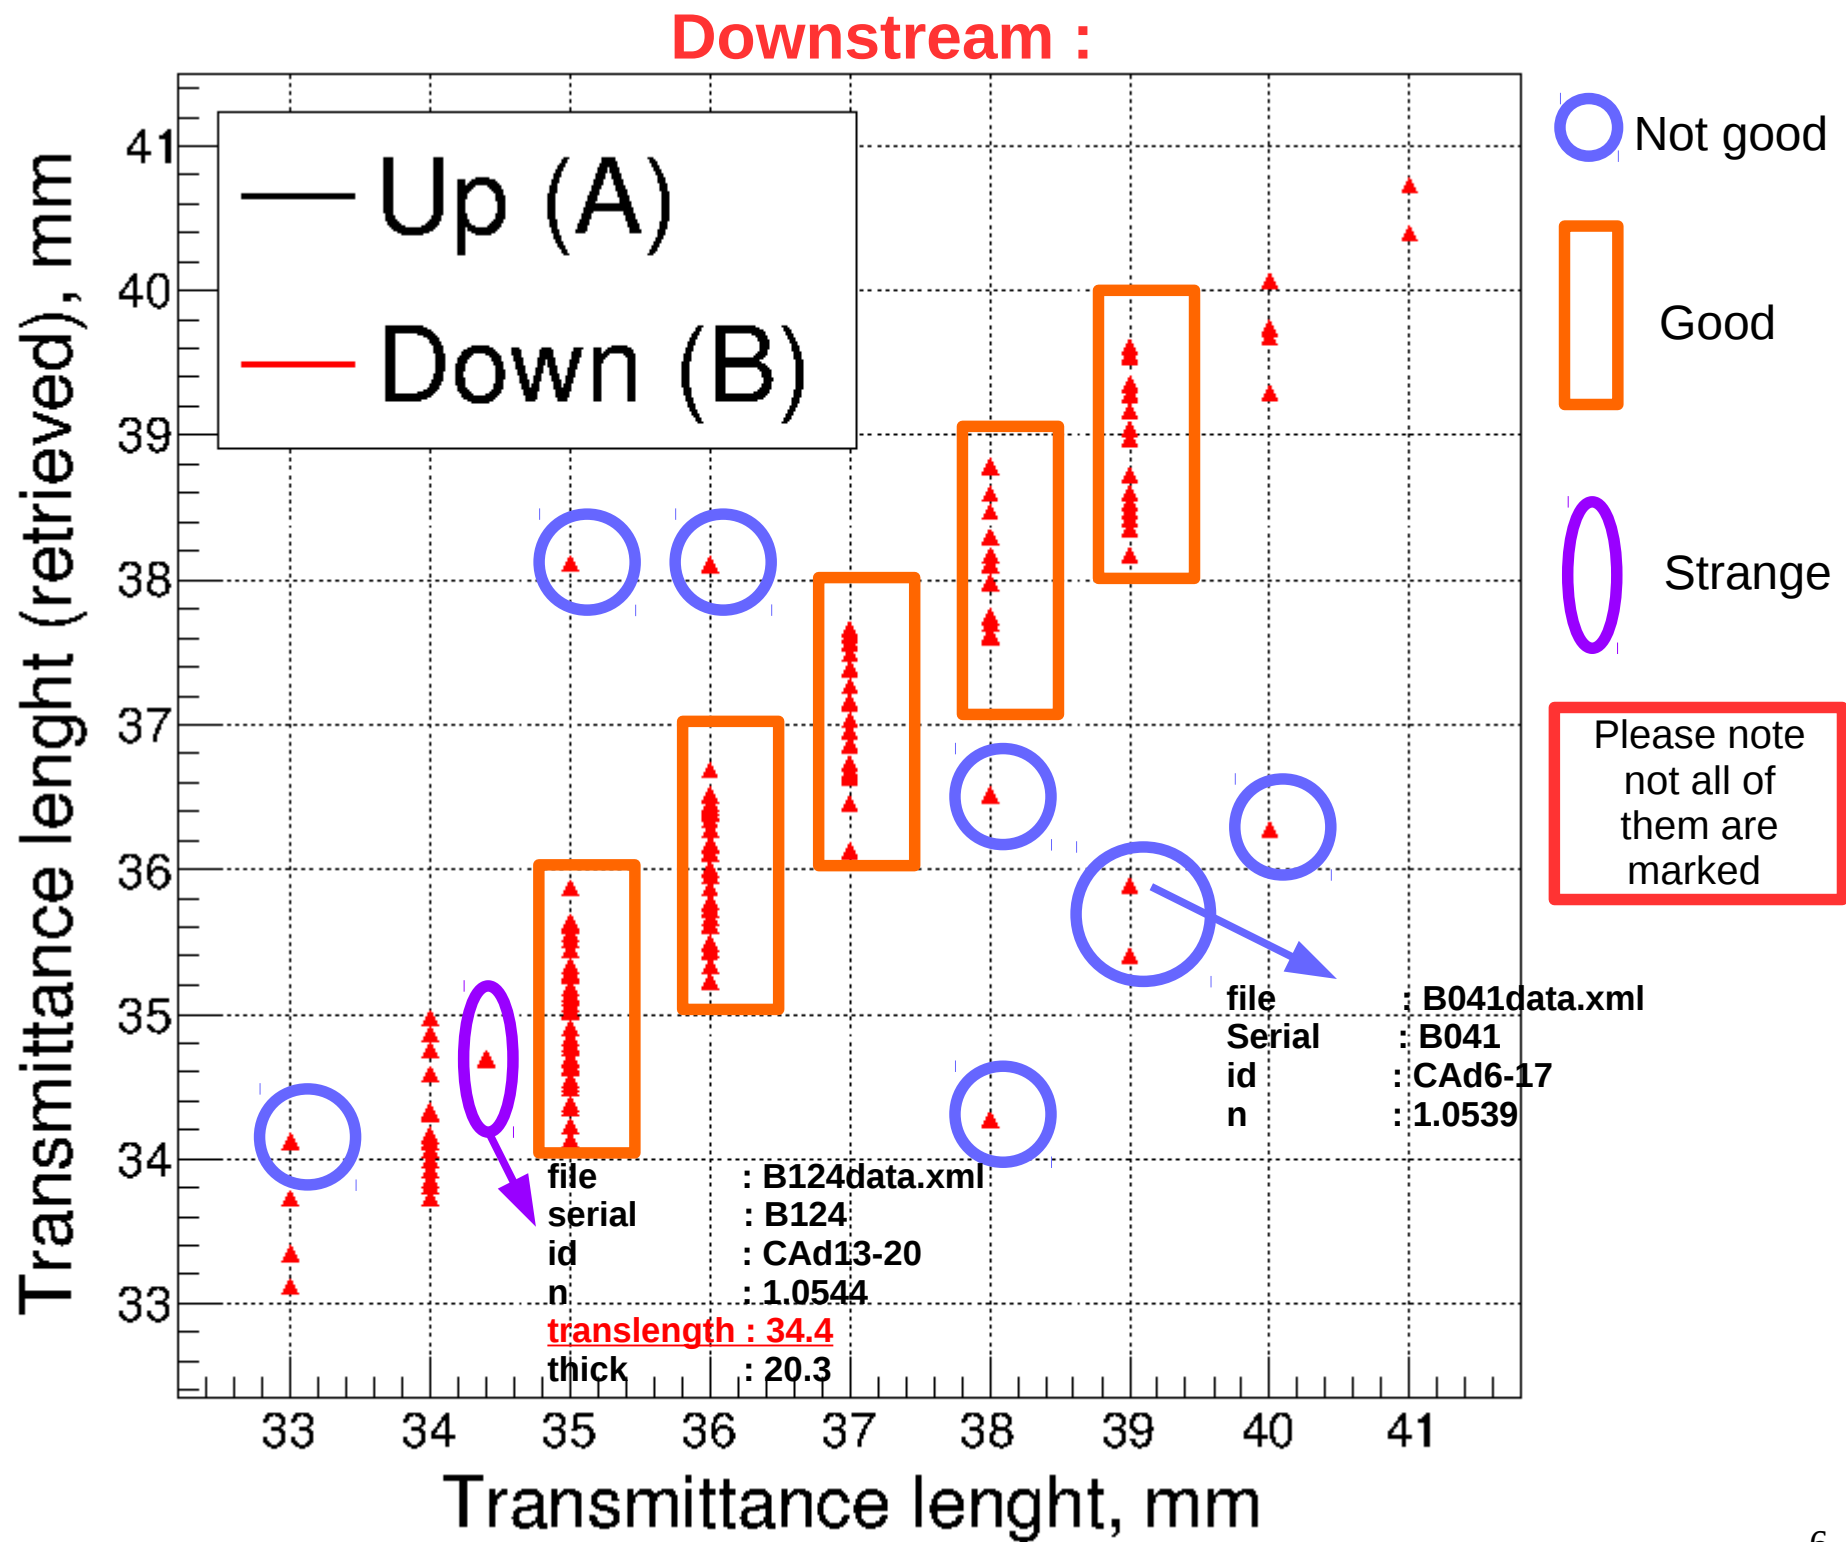 Downstream :
Transmittance lenght (retrieved), mm
41
40
39
38
37
36
35
34
33
Up (A)
Down (B)
Not good
Good
Strange
Please note
not all of
them are
marked
file : B041data.xml
Serial : B041
id : CAd6-17
n : 1.0539
file : B124data.xml
serial : B124
id : CAd13-20
n : 1.0544
translength : 34.4
thick : 20.3
33 34 35 36 37 38 39 40 41
Transmittance lenght, mm
6